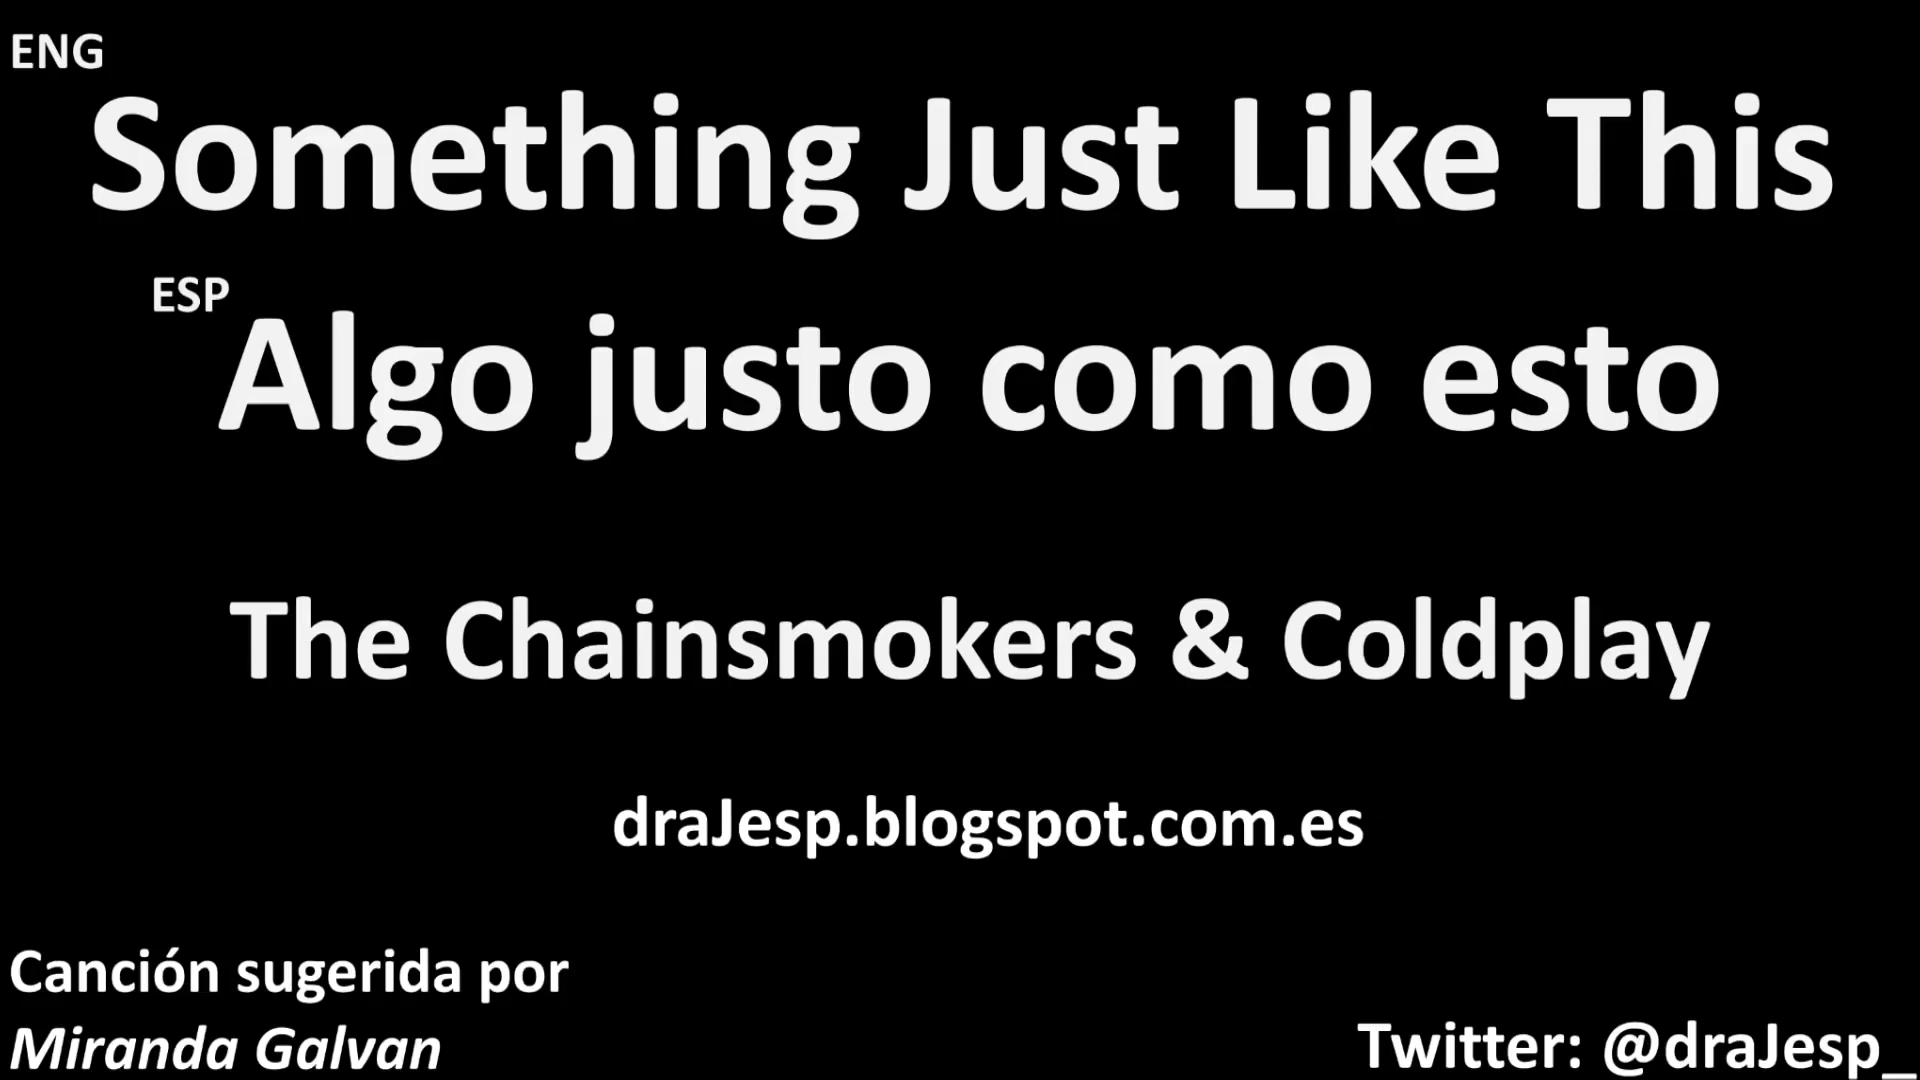 ENG
Something Just Like This
ESP
Algo justo como esto
The Chainsmokers & Coldplay
draJesp.blogspot.com.es
Canción sugerida por
Miranda Galvan
Twitter: @draJesp_